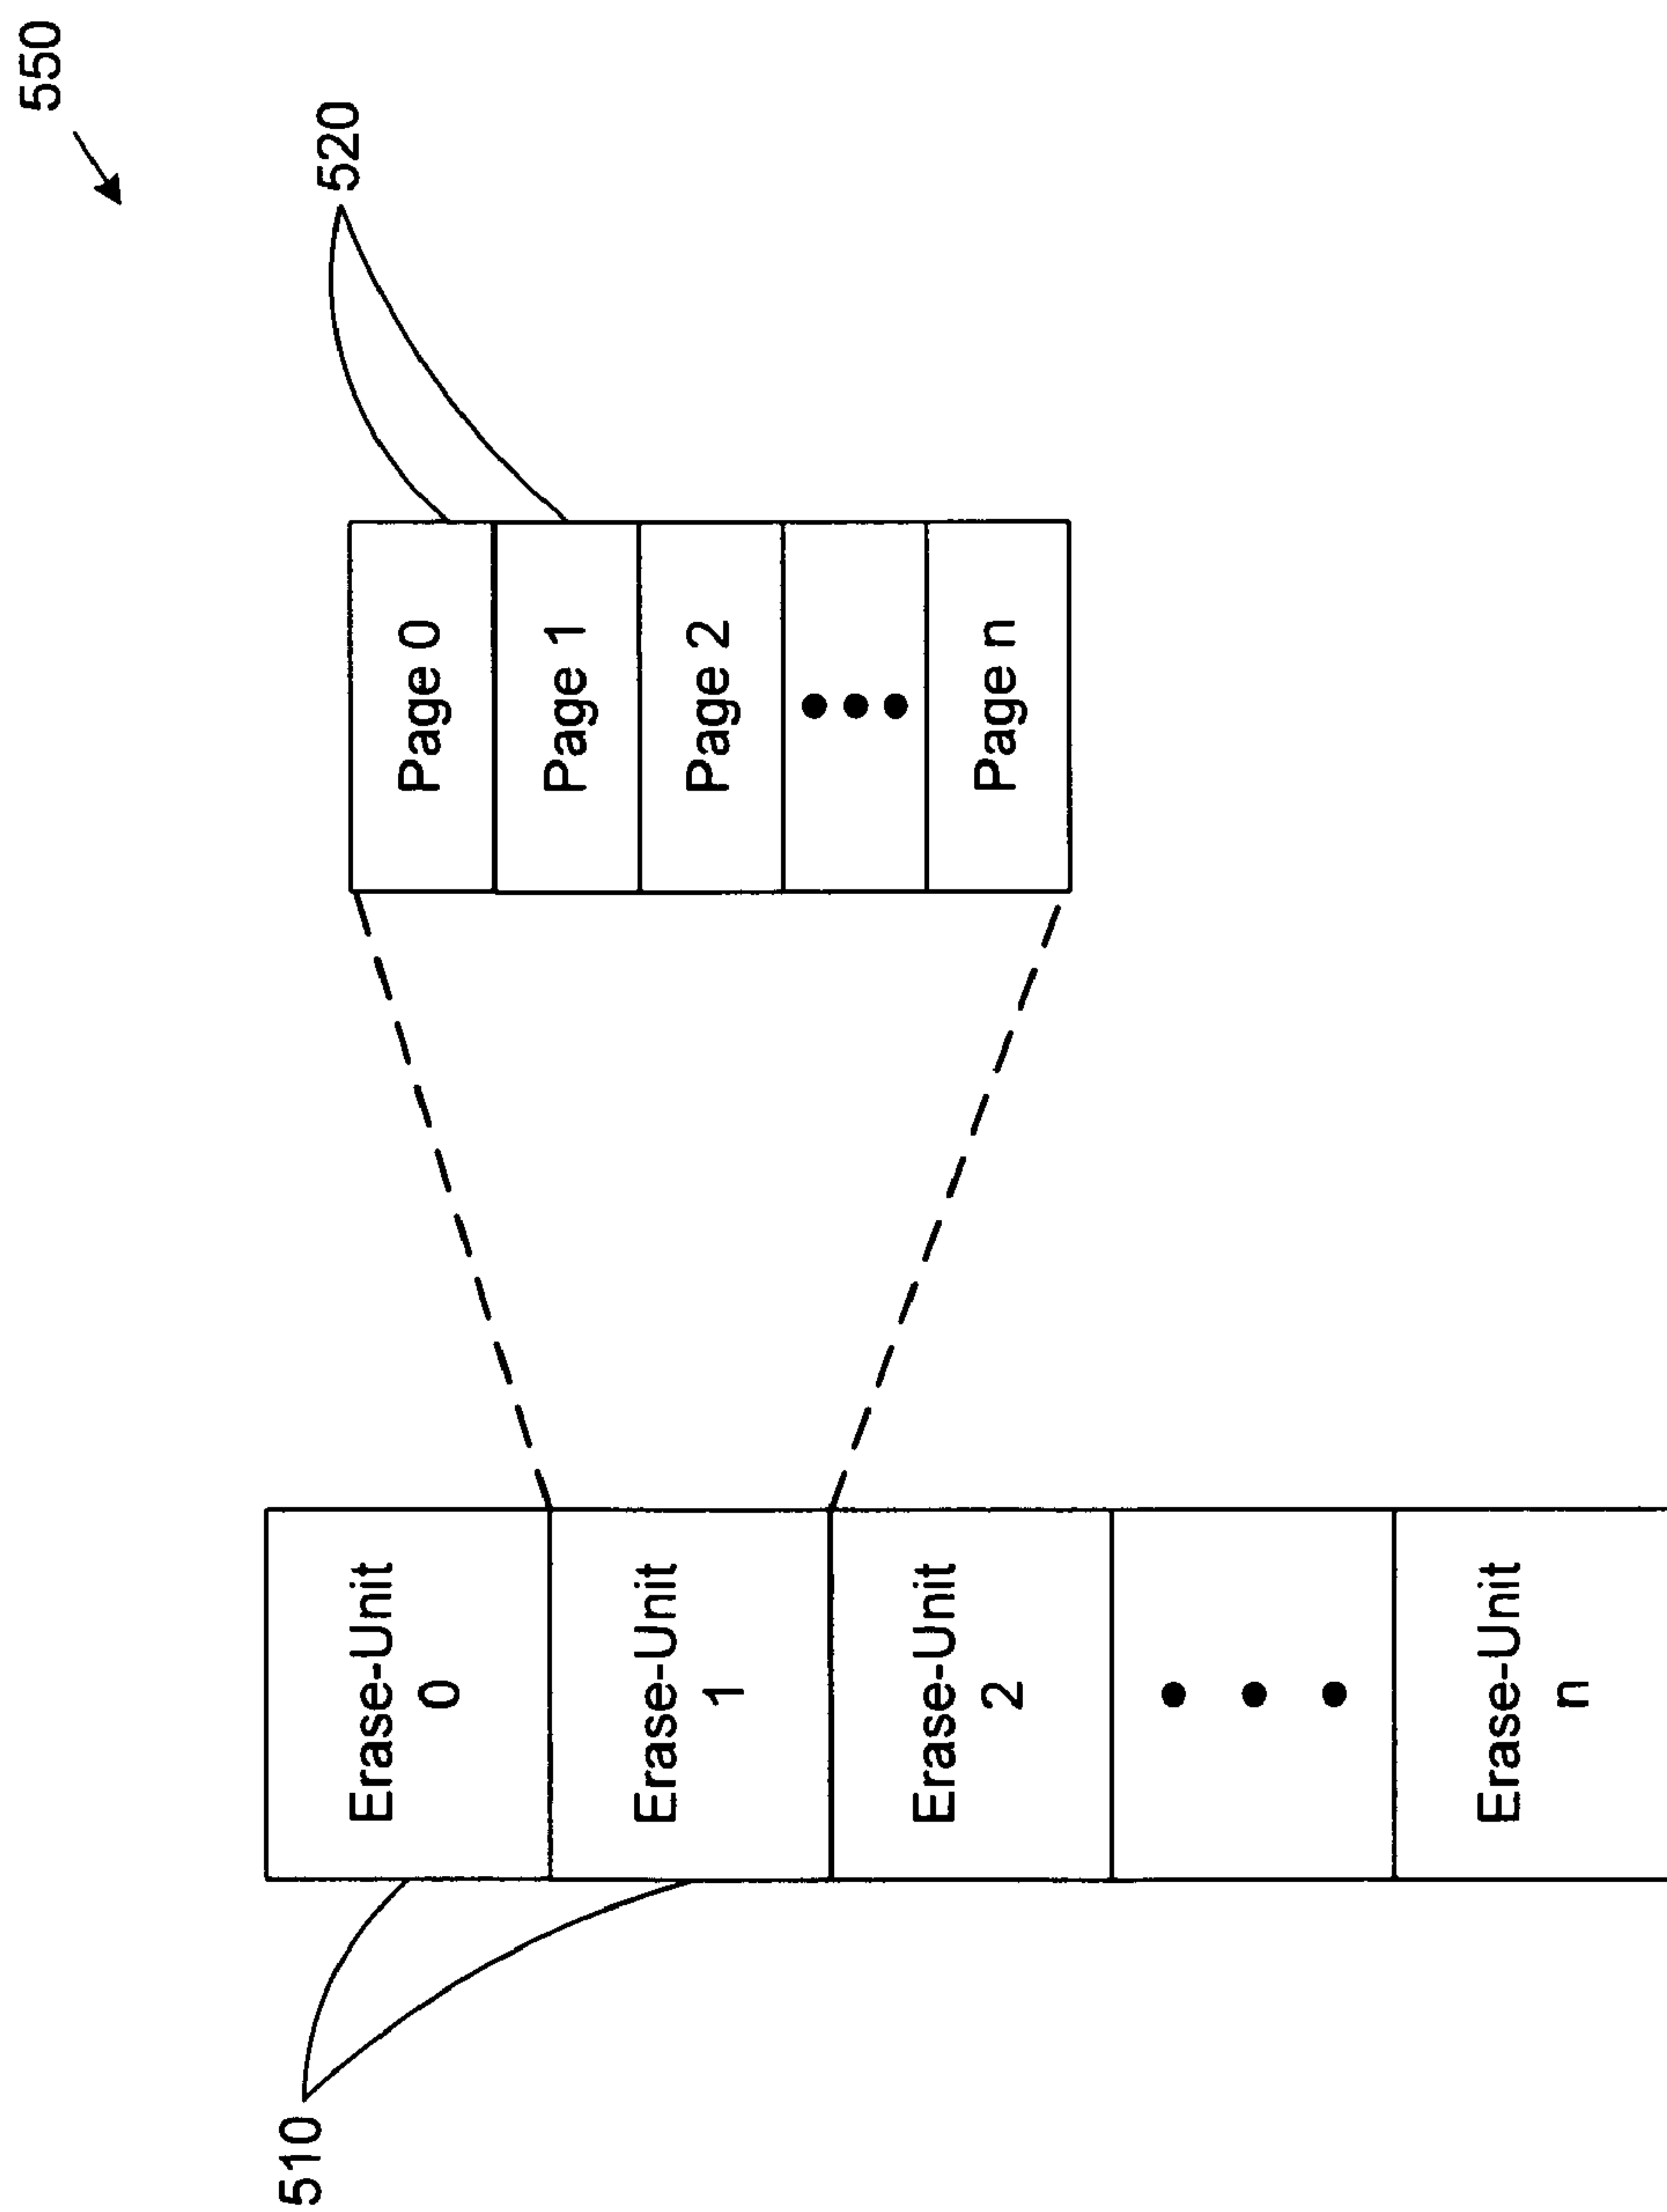 550
520
510
Erase-Unit
0
Erase-Unit
1
Erase-Unit
2
Erase-Unit
n
Page 0
Page 1
Page 2
Page n